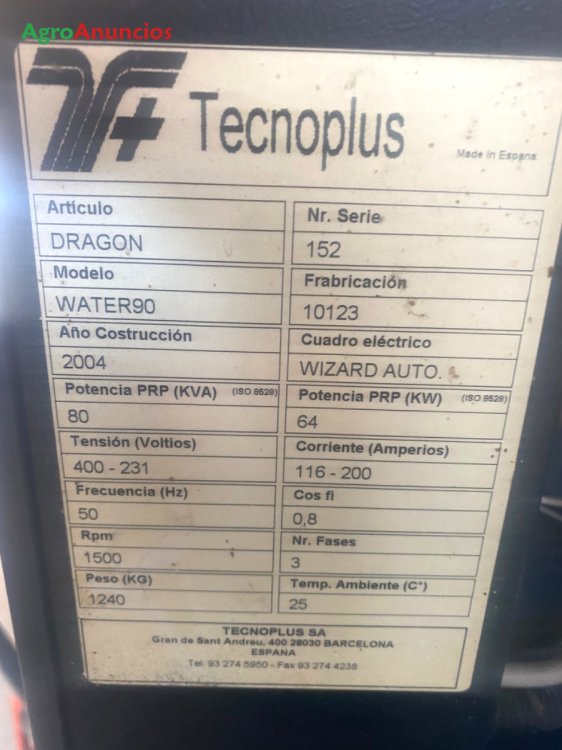 AgroAnuncios
Tecnoplus
Made in Espana
Artículo
DRAGON
Nr. Serie
152
Modelo
WATER90
Frabricación
10123
Año Costrucción
2004
Cuadro eléctrico
WIZARD AUTO.
Potencia PRP (KVA) (ISO 8528)
80
Potencia PRP (KW) (ISO 8528)
64
Tensión (Voltios)
400 - 231
Corriente (Amperios)
116 - 200
Frecuencia (Hz)
50
Cos fi
0,8
Rpm
1500
Nr. Fases
3
Peso (KG)
1240
Temp. Ambiente (C°)
25
TECNOPLUS SA
Gran de Sant Andreu, 400 28030 BARCELONA
ESPANA
Tel. 93 274 5950 - Fax 93 274 4238